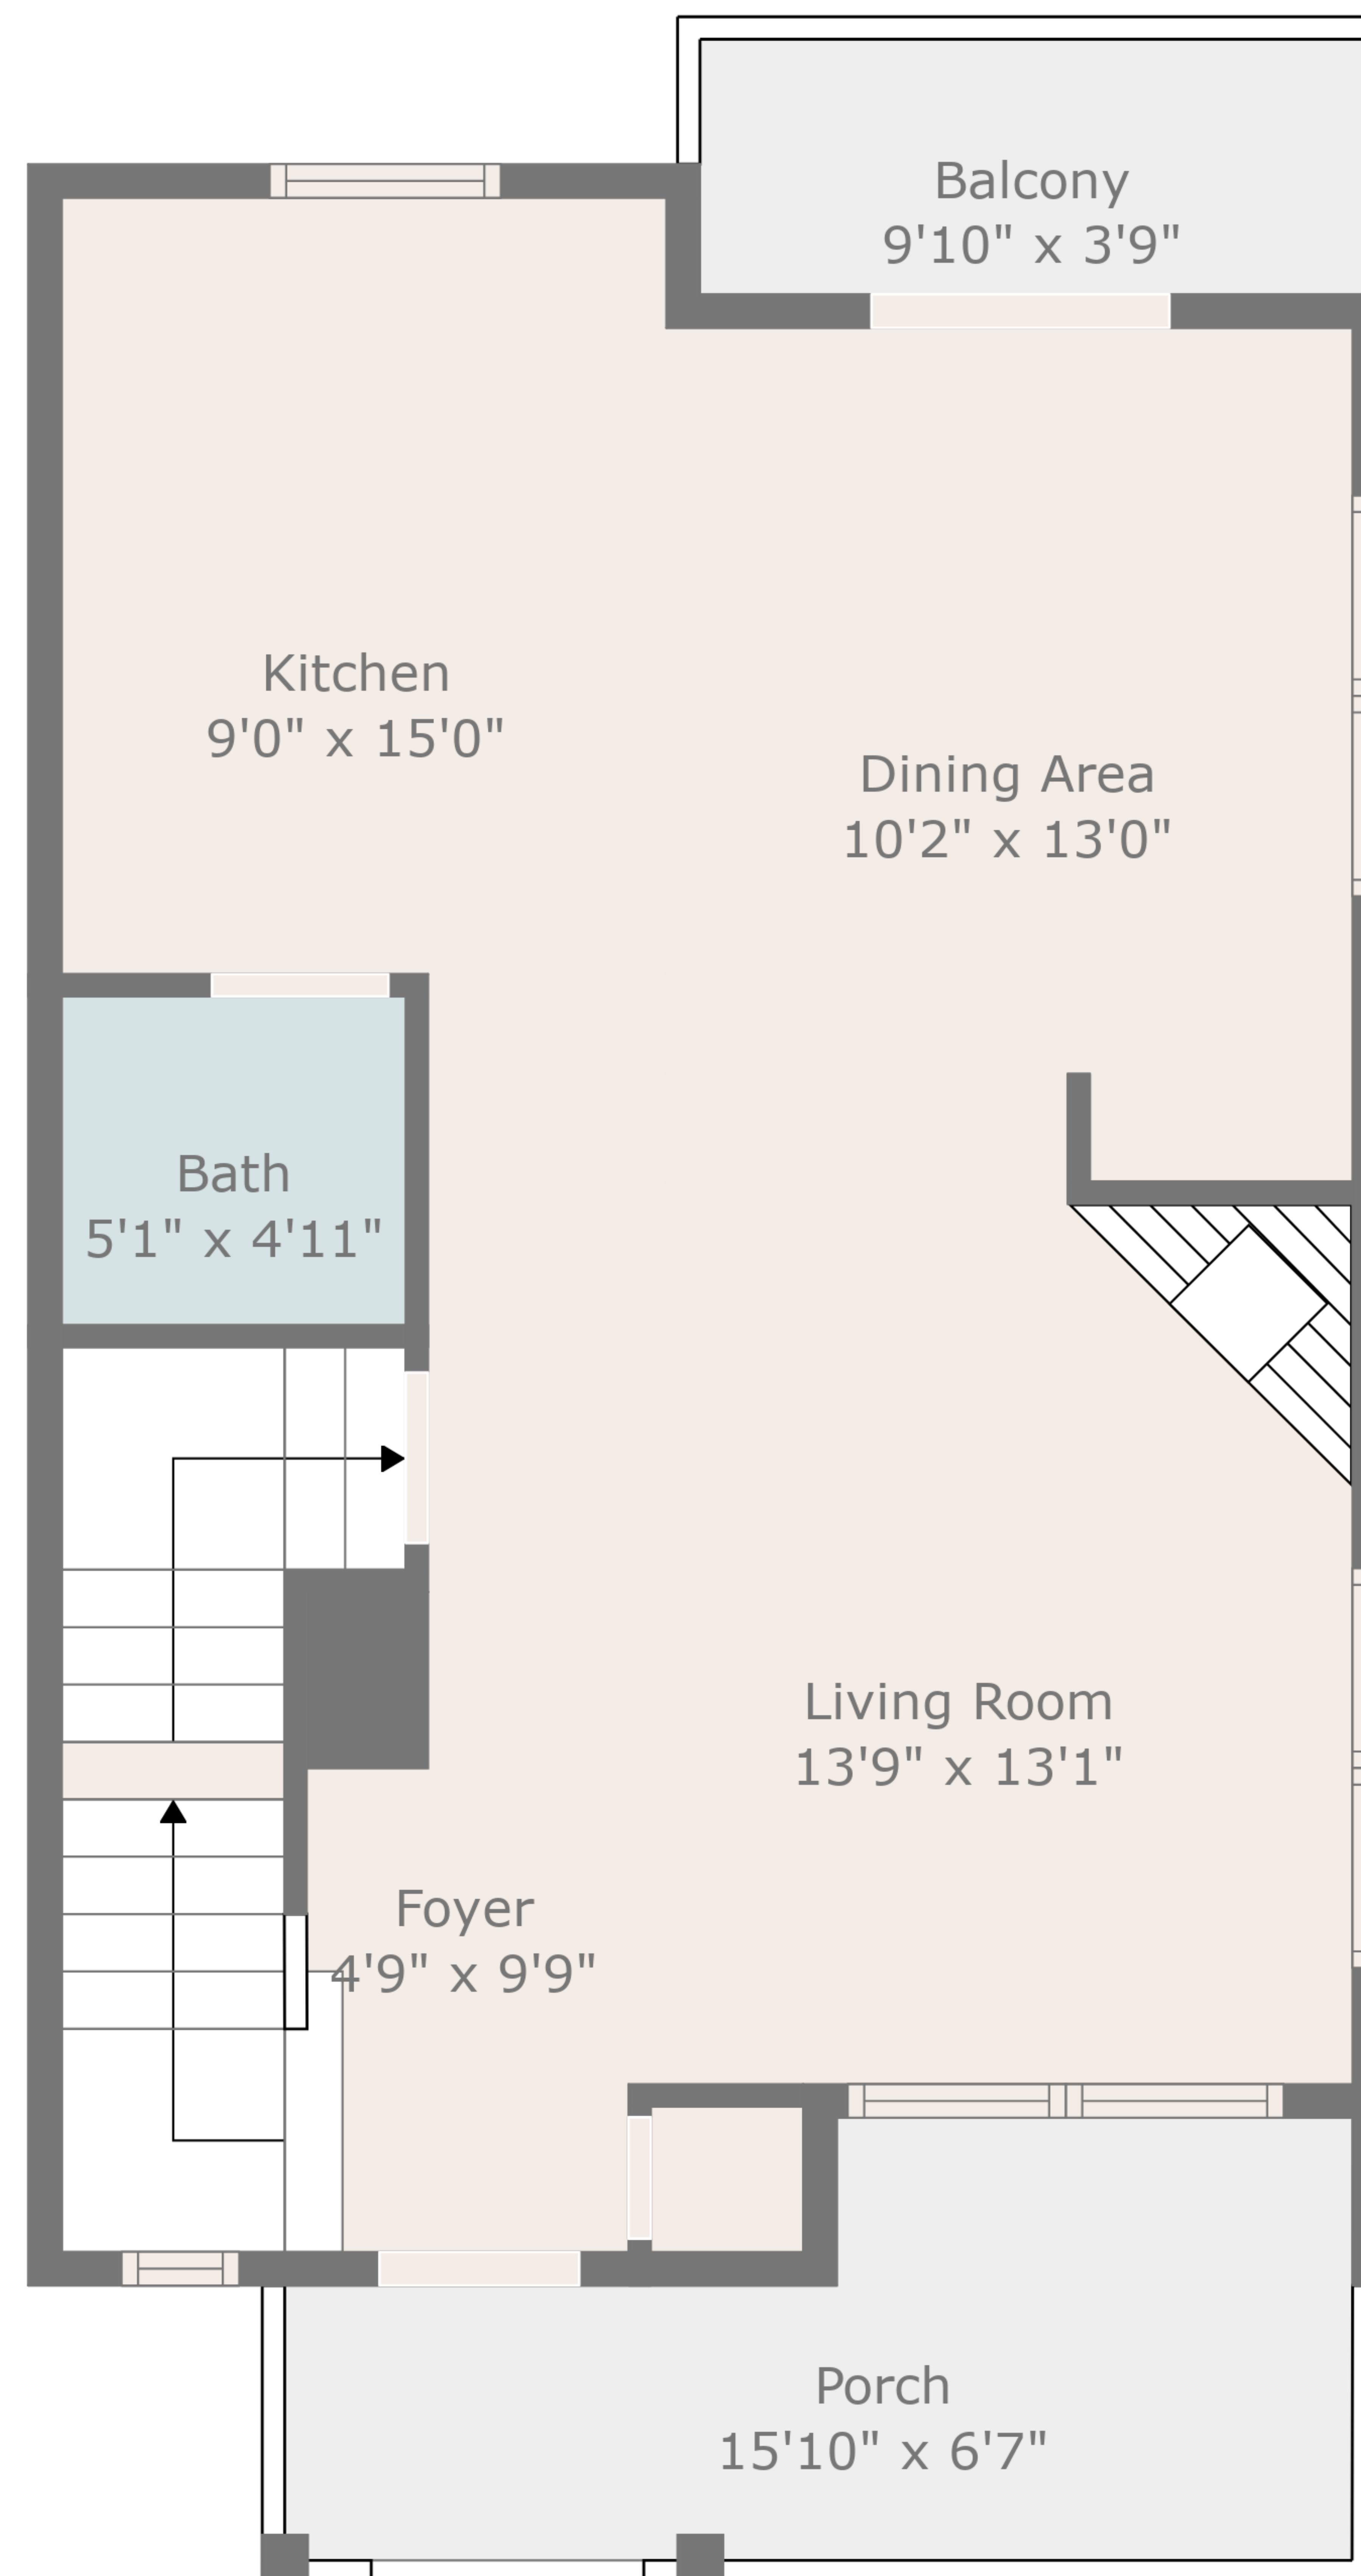 Balcony
9'10" x 3'9"
Kitchen
9'0" x 15'0"
Dining Area
10'2" x 13'0"
Bath
5'1" x 4'11"
Living Room
13'9" x 13'1"
Foyer
4'9" x 9'9"
Porch
15'10" x 6'7"